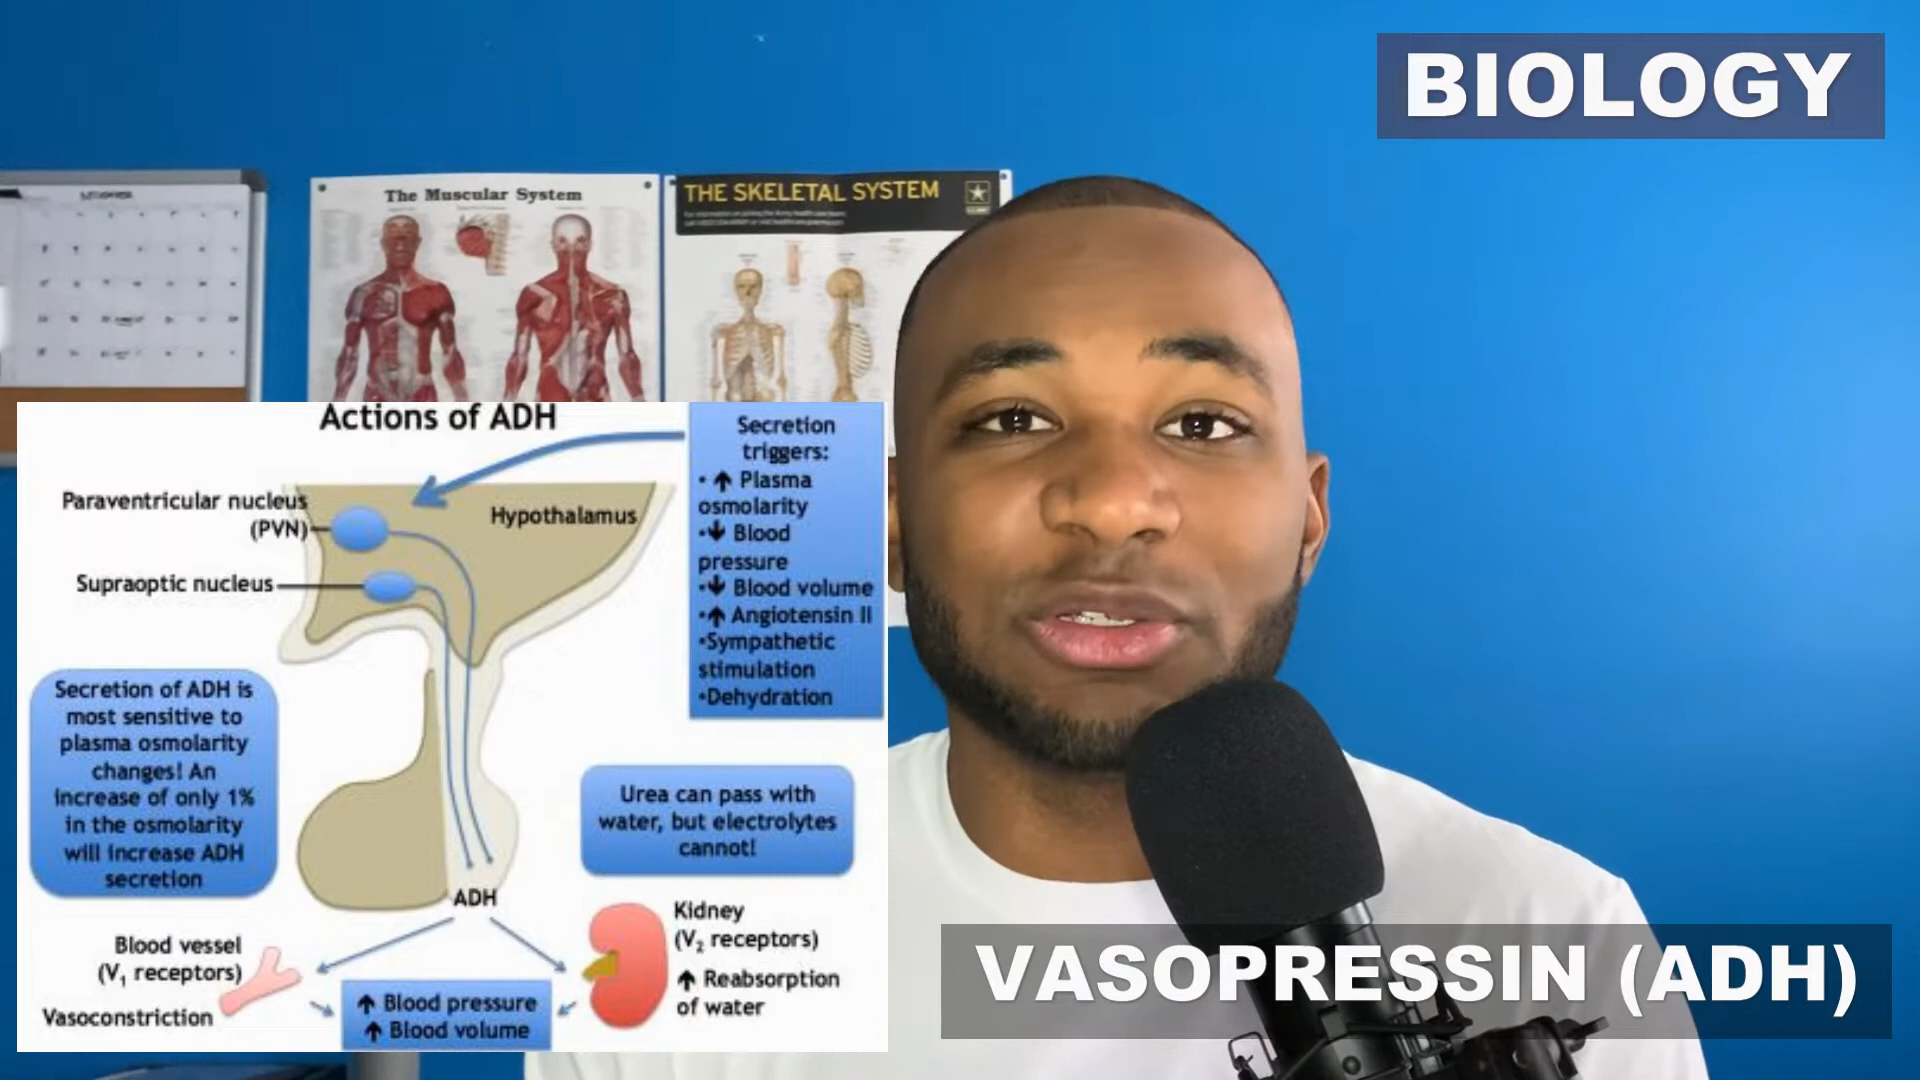 BIOLOGY
The Muscular System
THE SKELETAL SYSTEM
Actions of ADH
Secretion
triggers:
• ↑ Plasma
osmolarity
•↓ Blood
pressure
•↓ Blood volume
•↑ Angiotensin II
•Sympathetic
stimulation
•Dehydration
Paraventricular nucleus
(PVN)
Hypothalamus
Supraoptic nucleus
Secretion of ADH is
most sensitive to
plasma osmolarity
changes! An
increase of only 1%
in the osmolarity
will increase ADH
secretion
Urea can pass with
water, but electrolytes
cannot!
ADH
Blood vessel
(V₁ receptors)
Vasoconstriction
Kidney
(V₂ receptors)
↑ Reabsorption
of water
↑ Blood pressure
↑ Blood volume
VASOPRESSIN (ADH)